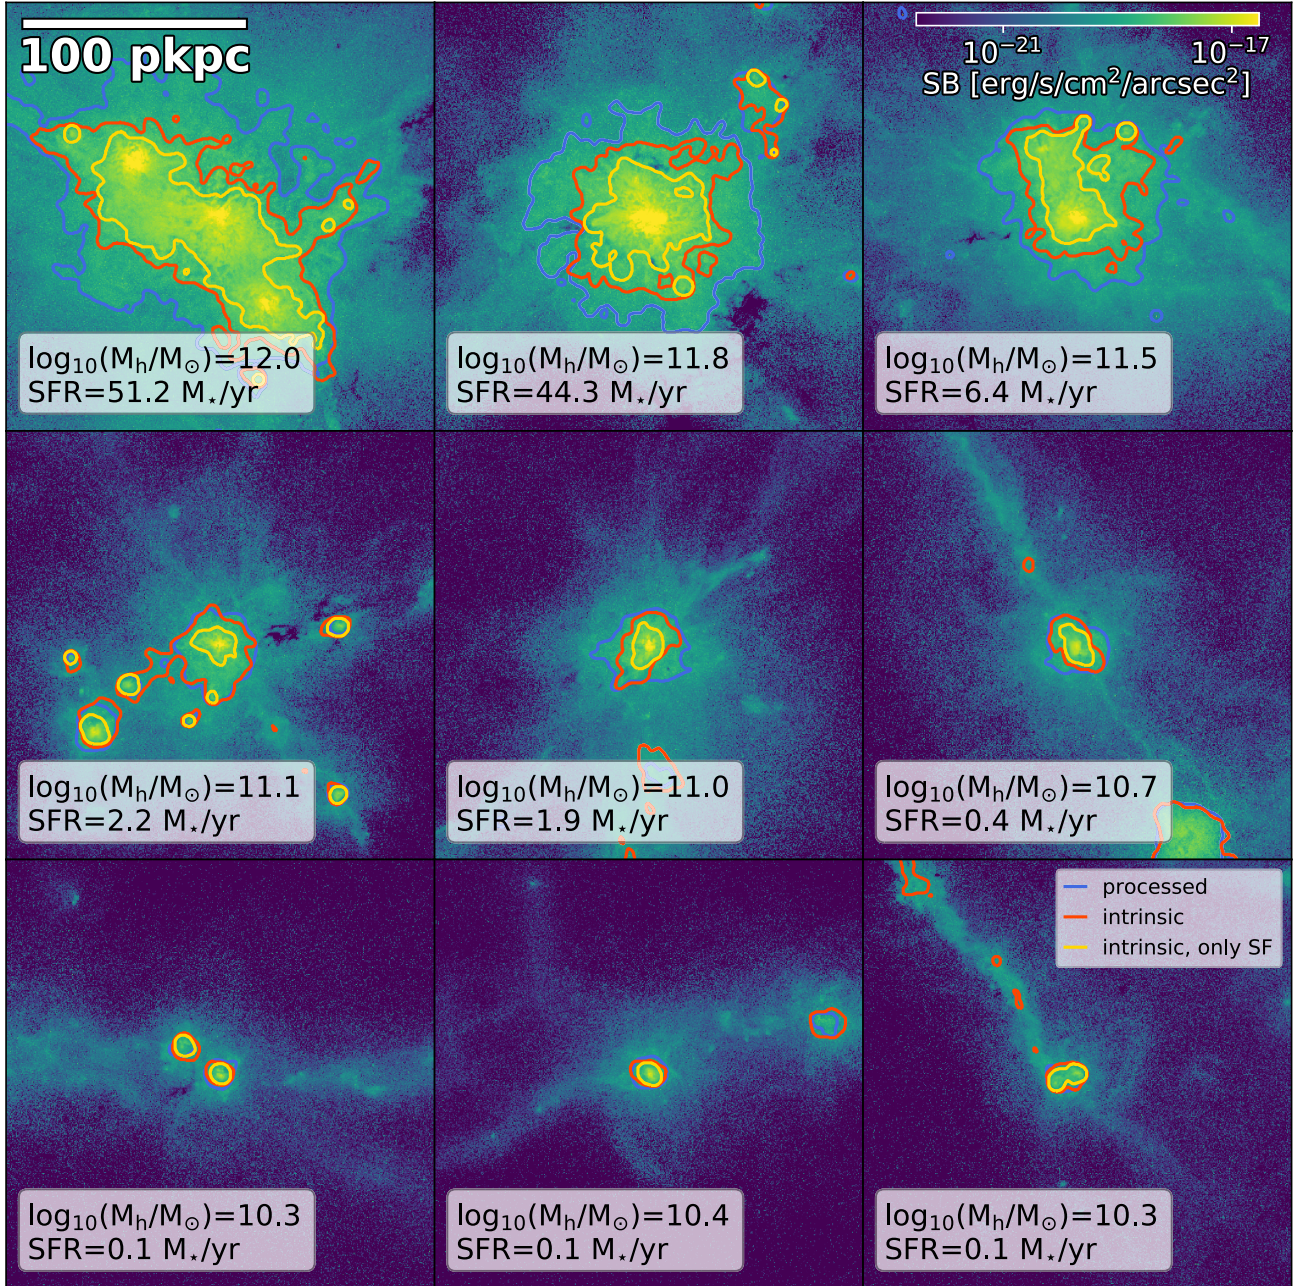 100 pkpc
10⁻²¹ 10⁻¹⁷
SB [erg/s/cm²/arcsec²]
log₁₀(Mₕ/M☉)=12.0
SFR=51.2 M⋆/yr
log₁₀(Mₕ/M☉)=11.8
SFR=44.3 M⋆/yr
log₁₀(Mₕ/M☉)=11.5
SFR=6.4 M⋆/yr
log₁₀(Mₕ/M☉)=11.1
SFR=2.2 M⋆/yr
log₁₀(Mₕ/M☉)=11.0
SFR=1.9 M⋆/yr
log₁₀(Mₕ/M☉)=10.7
SFR=0.4 M⋆/yr
processed
intrinsic
intrinsic, only SF
log₁₀(Mₕ/M☉)=10.3
SFR=0.1 M⋆/yr
log₁₀(Mₕ/M☉)=10.4
SFR=0.1 M⋆/yr
log₁₀(Mₕ/M☉)=10.3
SFR=0.1 M⋆/yr